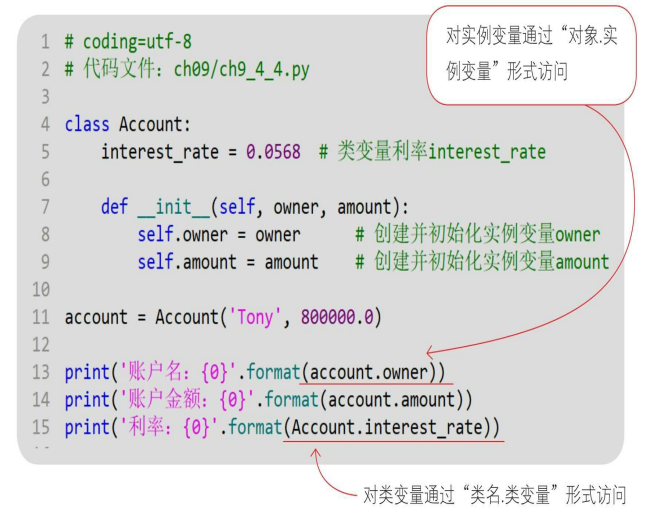 对实例变量通过“对象.实
例变量”形式访问
1 # coding=utf-8
2 # 代码文件：ch09/ch9_4_4.py
3
4 class Account:
5     interest_rate = 0.0568  # 类变量利率interest_rate
6
7     def __init__(self, owner, amount):
8         self.owner = owner      # 创建并初始化实例变量owner
9         self.amount = amount    # 创建并初始化实例变量amount
10
11 account = Account('Tony', 800000.0)
12
13 print('账户名：{0}'.format(account.owner))
14 print('账户金额：{0}'.format(account.amount))
15 print('利率：{0}'.format(Account.interest_rate))
对类变量通过“类名.类变量”形式访问